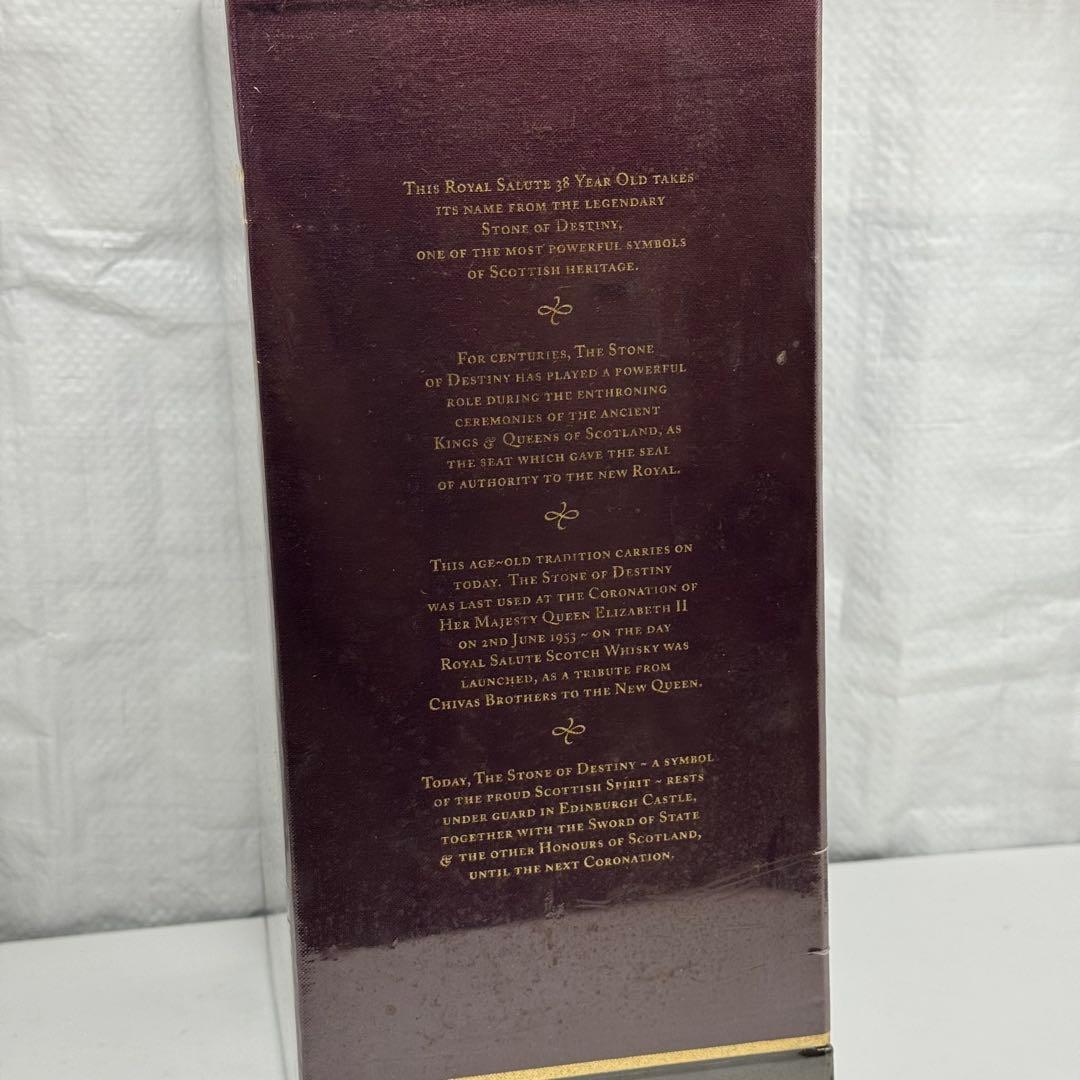 This Royal Salute 38 Year Old takes
its name from the legendary
Stone of Destiny,
one of the most powerful symbols
of Scottish heritage.
For centuries, The Stone
of Destiny has played a powerful
role during the enthroning
ceremonies of the ancient
Kings & Queens of Scotland, as
the seat which gave the seal
of authority to the new Royal.
This age~old tradition carries on
today. The Stone of Destiny
was last used at the Coronation of
Her Majesty Queen Elizabeth II
on 2nd June 1953 ~ on the day
Royal Salute Scotch Whisky was
launched, as a tribute from
Chivas Brothers to the New Queen.
Today, The Stone of Destiny ~ a symbol
of the proud Scottish Spirit ~ rests
under guard in Edinburgh Castle,
together with the Sword of State
& the other Honours of Scotland,
until the next Coronation.